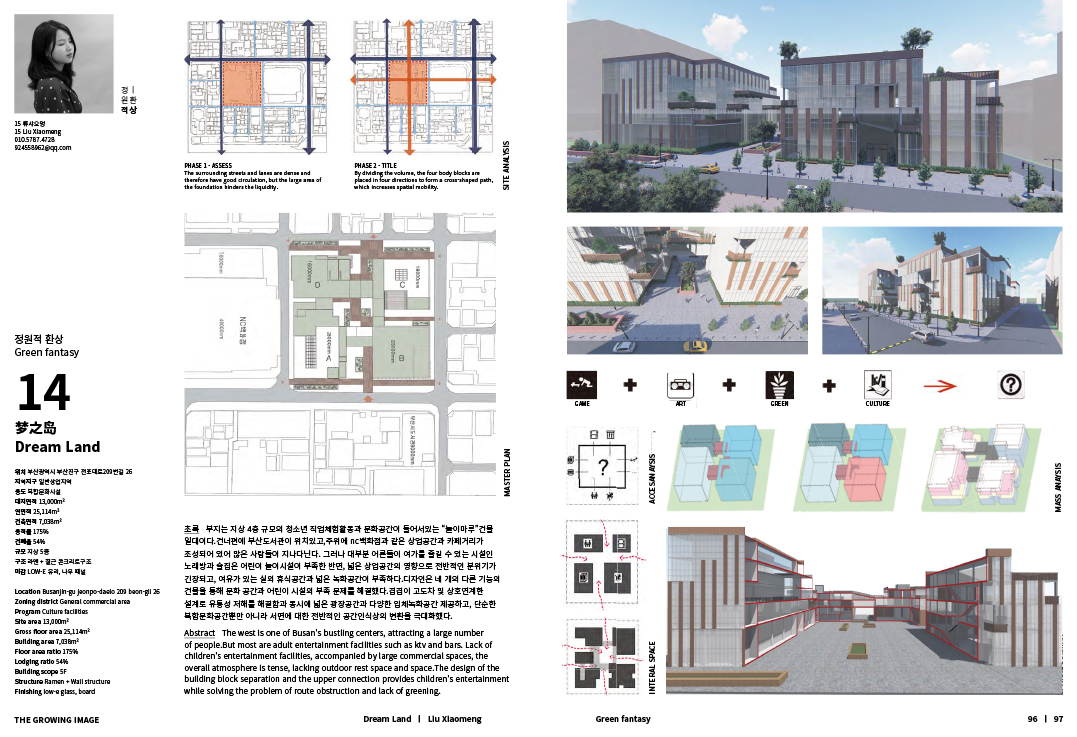 정원적
환상
15 류샤오멍
15 Liu Xiaomeng
010.5787.4728
924558962@qq.com
PHASE 1 - ASSESS
The surrounding streets and lanes are dense and
therefore have good circulation, but the large area of
the foundation hinders the liquidity.
PHASE 2 - TITLE
By dividing the volume, the four body blocks are
placed in four directions to form a cross-shaped path,
which increases spatial mobility.
SITE ANALYSIS
NC백화점
D
C
A
B
MASTER PLAN
정원적 환상
Green fantasy
14
梦之岛
Dream Land
위치 부산광역시 부산진구 전포대로209번길 26
지역지구 일반상업지역
용도 복합문화시설
대지면적 13,000m²
연면적 25,114m²
건축면적 7,038m²
용적률 175%
건폐율 54%
규모 지상 5층
구조 라멘 + 철근 콘크리트구조
마감 LOW-E 유리, 나무 패널
Location Busanjin-gu jeonpo-daelo 209 beon-gil 26
Zoning district General commercial area
Program Culture facilities
Site area 13,000m²
Gross floor area 25,114m²
Building area 7,038m²
Floor area ratio 175%
Lodging ratio 54%
Building scope 5F
Structure Ramen + Wall structure
Finishing low-e glass, board
초록 부지는 지상 4층 규모의 청소년 직업체험활동과 문화공간이 들어서있는 "놀이마루"건물
일대이다.건너편에 부산도서관이 위치있고,주위에 nc백화점과 같은 상업공간과 카페거리가
조성되어 있어 많은 사람들이 지나다닌다. 그러나 대부분 어른들이 여가를 즐길 수 있는 시설인
노래방과 술집은 어린이 놀이시설이 부족한 반면, 넓은 상업공간의 영향으로 전반적인 분위기가
긴장되고, 여유가 있는 실외 휴식공간과 넓은 녹화공간이 부족하다.디자인은 네 개의 다른 기능의
건물을 통해 문화 공간과 어린이 시설의 부족 문제를 해결했다.겹겹이 고도차 및 상호연계한
설계로 유동성 저해를 해결함과 동시에 넓은 광장공간과 다양한 입체녹화공간 제공하고, 단순한
복합문화공간뿐만 아니라 서면에 대한 전반적인 공간인식상의 변환을 극대화했다.
Abstract The west is one of Busan's bustling centers, attracting a large number
of people.But most are adult entertainment facilities such as ktv and bars. Lack of
children's entertainment facilities, accompanied by large commercial spaces, the
overall atmosphere is tense, lacking outdoor rest space and space.The design of the
building block separation and the upper connection provides children's entertainment
while solving the problem of route obstruction and lack of greening.
THE GROWING IMAGE
Dream Land | Liu Xiaomeng
GAME
ART
GREEN
CULTURE
?
?
ACCESANAYSIS
MASS ANAYSIS
INTERAL SPACE
Green fantasy
96 | 97